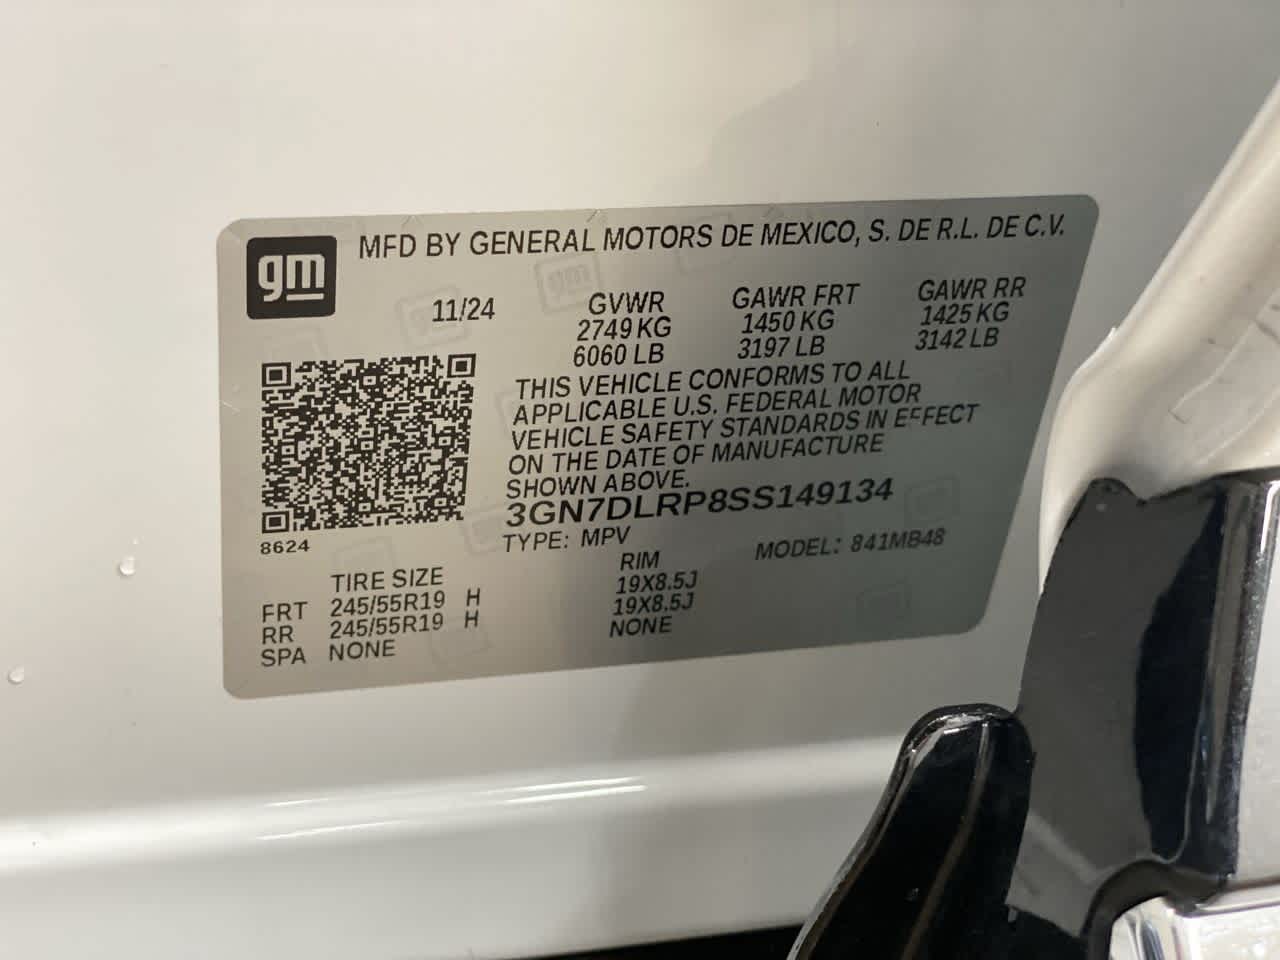 gm
MFD BY GENERAL MOTORS DE MEXICO, S. DE R.L. DE C.V.
11/24
GVWR GAWR FRT GAWR RR
2749 KG 1450 KG 1425 KG
6060 LB 3197 LB 3142 LB
THIS VEHICLE CONFORMS TO ALL
APPLICABLE U.S. FEDERAL MOTOR
VEHICLE SAFETY STANDARDS IN EFFECT
ON THE DATE OF MANUFACTURE
SHOWN ABOVE.
3GN7DLRP8SS149134
8624
TYPE: MPV MODEL: 841MB48
TIRE SIZE RIM
FRT 245/55R19 H 19X8.5J
RR 245/55R19 H 19X8.5J
SPA NONE NONE